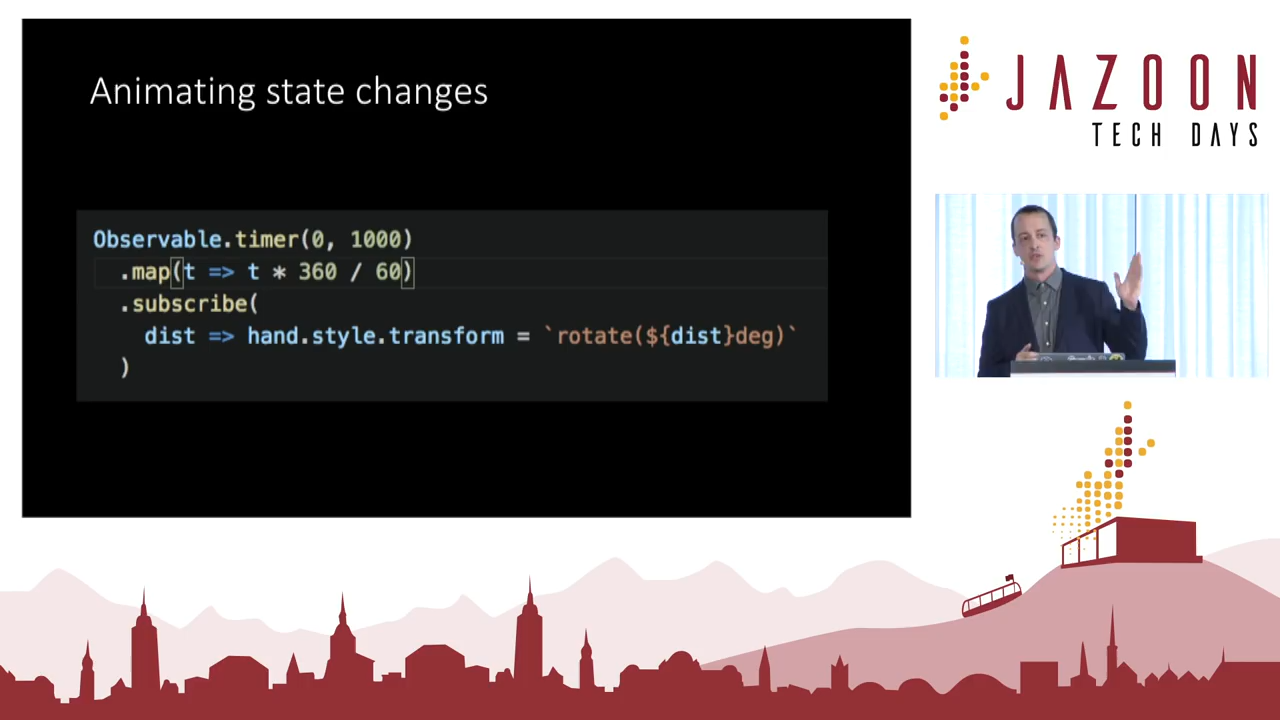 Animating state changes
Observable.timer(0, 1000)
.map(t => t * 360 / 60)
.subscribe(
dist => hand.style.transform = `rotate(${dist}deg)`
)
JAZOON
TECH DAYS